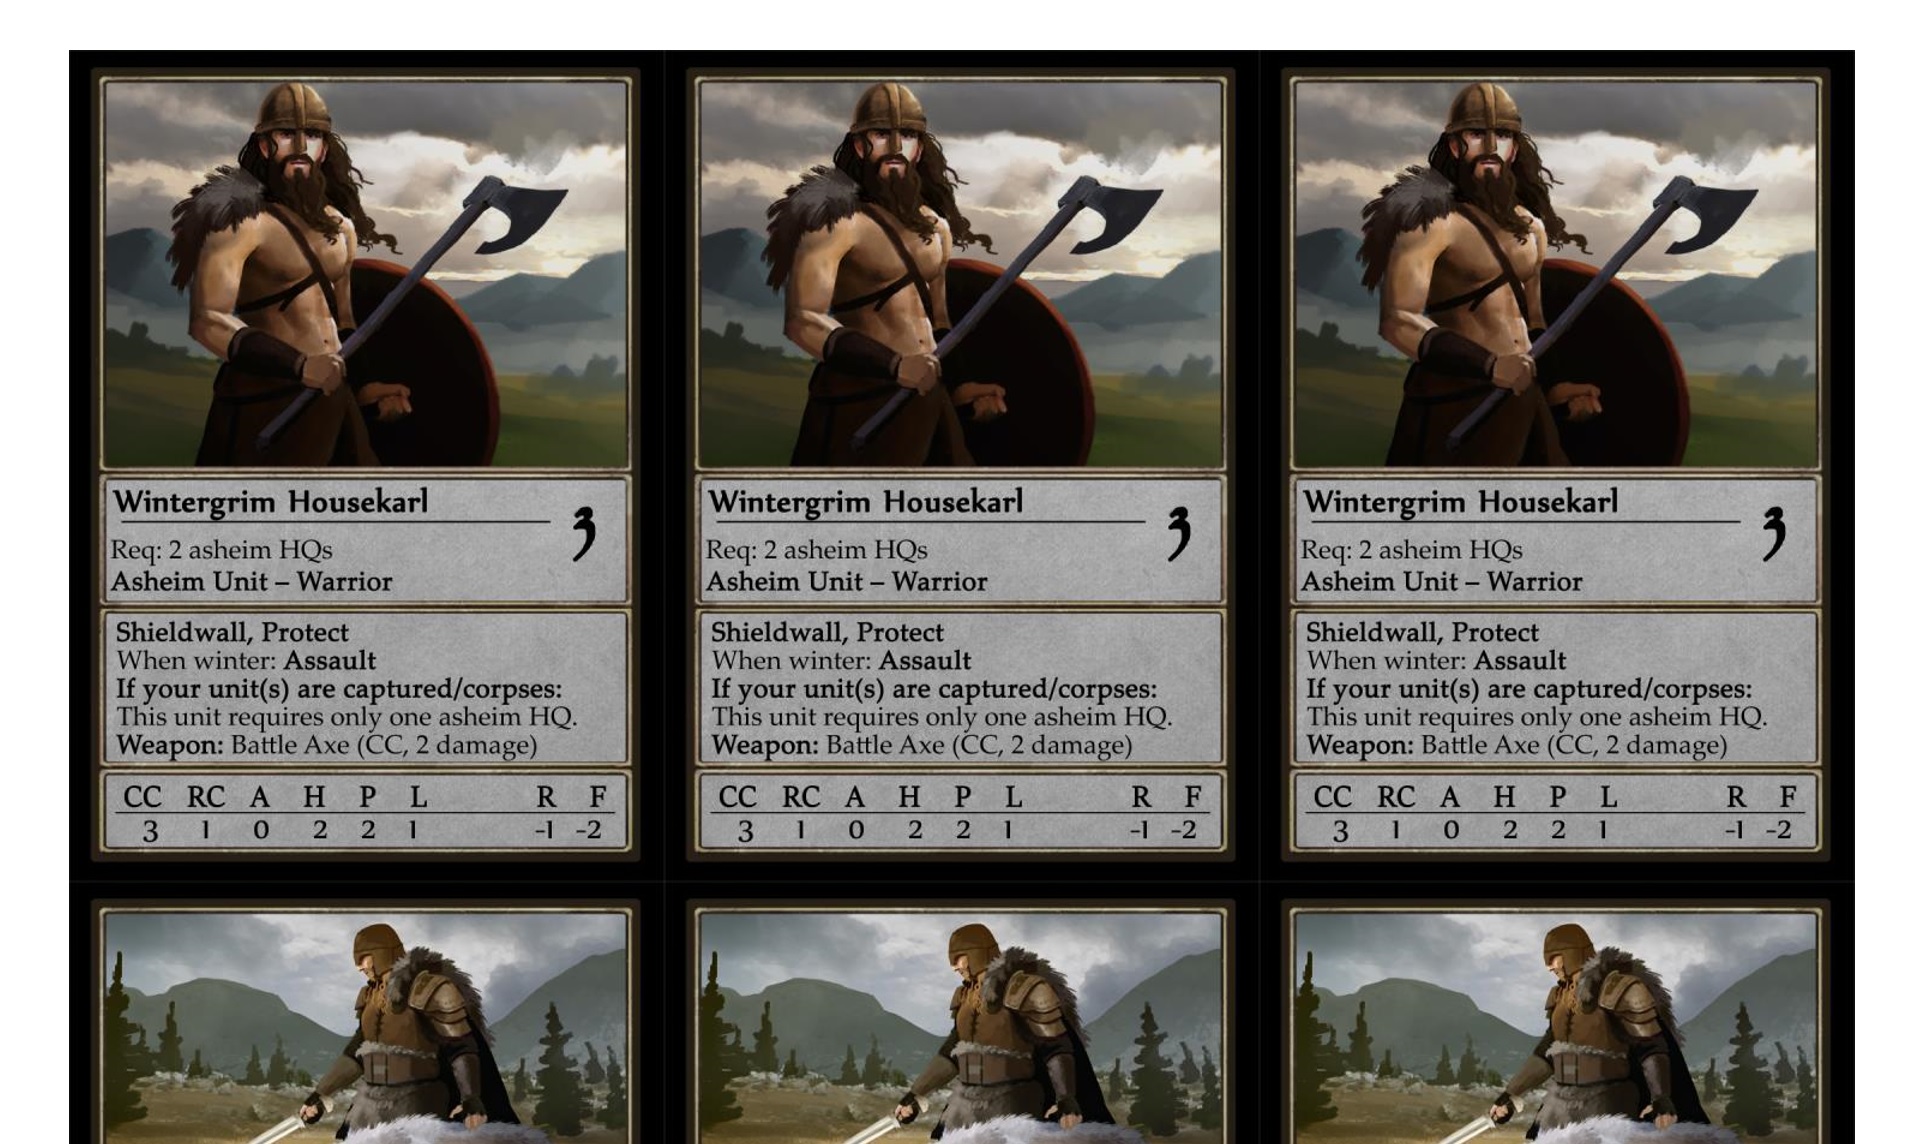 Wintergrim Housekarl
3
Req: 2 asheim HQs
Asheim Unit – Warrior
Shieldwall, Protect
When winter: Assault
If your unit(s) are captured/corpses:
This unit requires only one asheim HQ.
Weapon: Battle Axe (CC, 2 damage)
CC RC A H P L R F
3 1 0 2 2 1 -1 -2
Wintergrim Housekarl
3
Req: 2 asheim HQs
Asheim Unit – Warrior
Shieldwall, Protect
When winter: Assault
If your unit(s) are captured/corpses:
This unit requires only one asheim HQ.
Weapon: Battle Axe (CC, 2 damage)
CC RC A H P L R F
3 1 0 2 2 1 -1 -2
Wintergrim Housekarl
3
Req: 2 asheim HQs
Asheim Unit – Warrior
Shieldwall, Protect
When winter: Assault
If your unit(s) are captured/corpses:
This unit requires only one asheim HQ.
Weapon: Battle Axe (CC, 2 damage)
CC RC A H P L R F
3 1 0 2 2 1 -1 -2